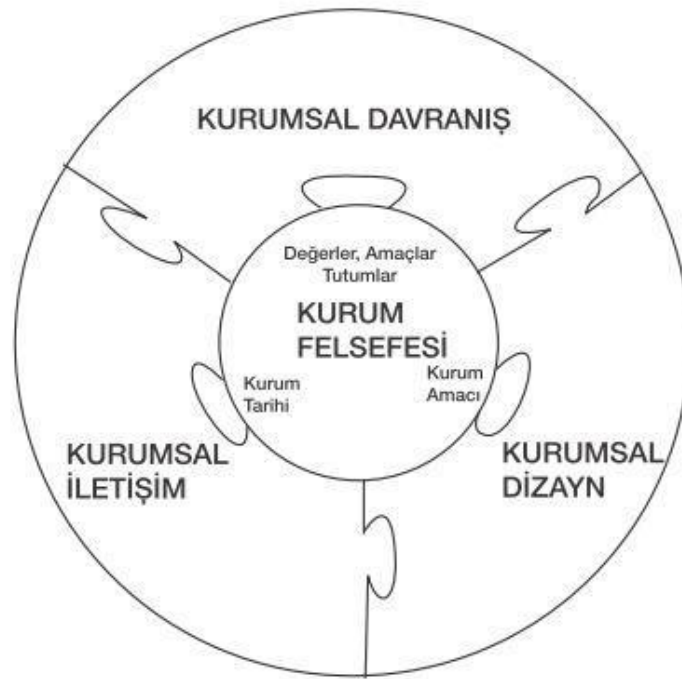 KURUMSAL DAVRANIŞ
Değerler, Amaçlar
Tutumlar
KURUM
FELSEFESİ
Kurum
Tarihi
Kurum
Amacı
KURUMSAL
İLETİŞİM
KURUMSAL
DİZAYN